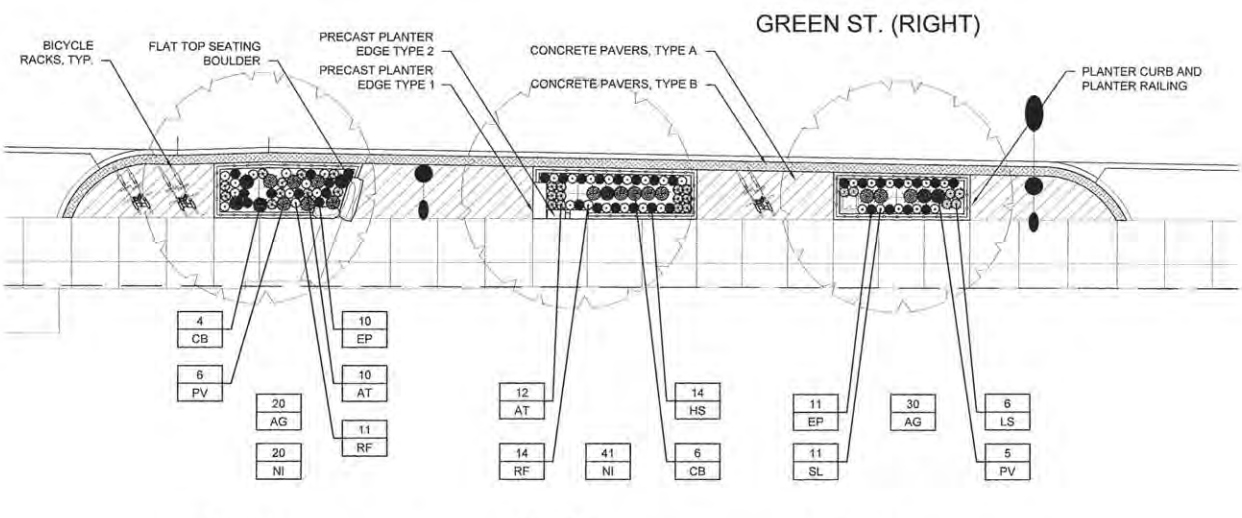 GREEN ST. (RIGHT)
BICYCLE
RACKS, TYP.
FLAT TOP SEATING
BOULDER
PRECAST PLANTER
EDGE TYPE 2
PRECAST PLANTER
EDGE TYPE 1
CONCRETE PAVERS, TYPE A
CONCRETE PAVERS, TYPE B
PLANTER CURB AND
PLANTER RAILING
4
CB
10
EP
6
PV
10
AT
20
AG
11
RF
20
NI
12
AT
14
HS
14
RF
41
NI
6
CB
11
EP
30
AG
6
LS
11
SL
5
PV